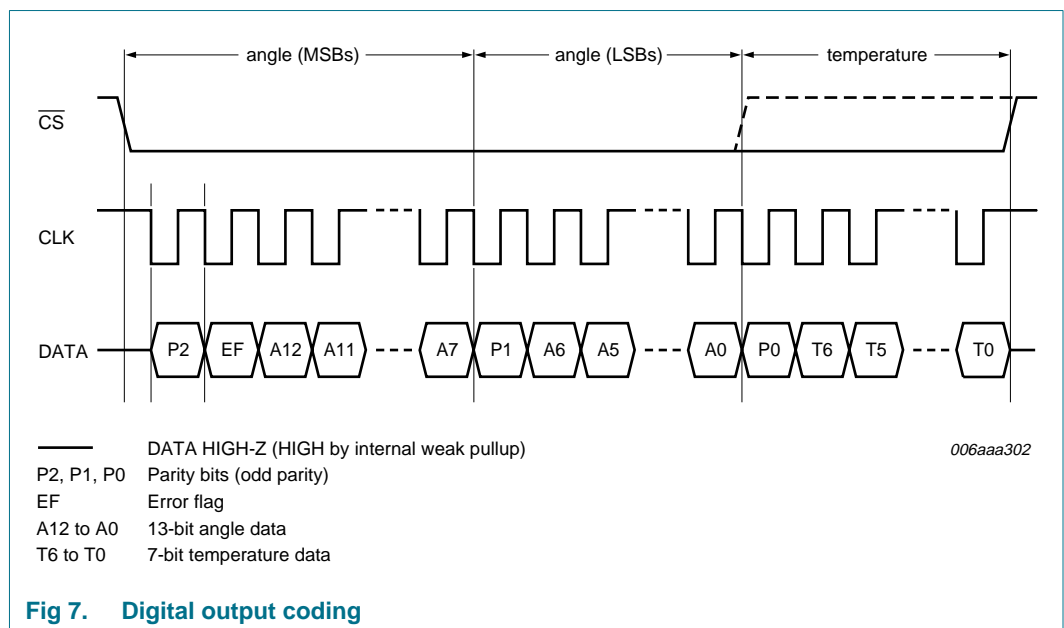 angle (MSBs) angle (LSBs) temperature
CS
CLK
DATA P2 EF A12 A11 A7 P1 A6 A5 A0 P0 T6 T5 T0
DATA HIGH-Z (HIGH by internal weak pullup) 006aaa302
P2, P1, P0 Parity bits (odd parity)
EF Error flag
A12 to A0 13-bit angle data
T6 to T0 7-bit temperature data
Fig 7. Digital output coding